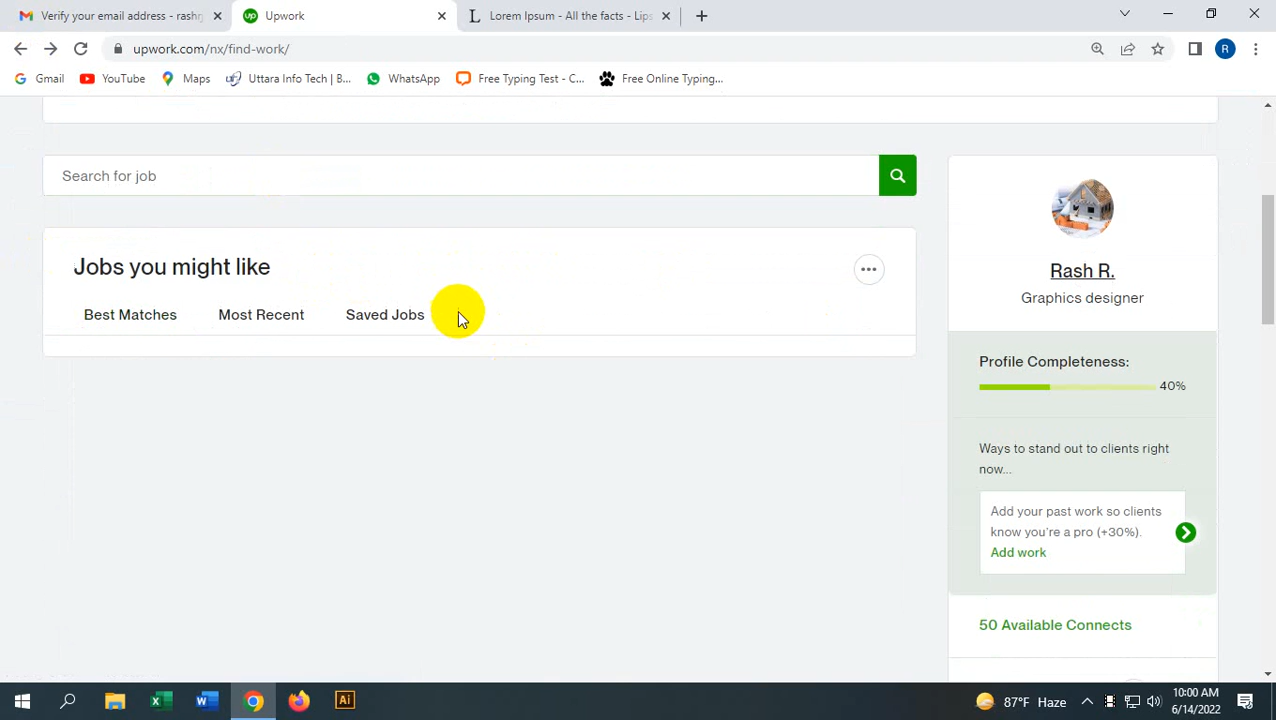 Verify your email address - rashr
Upwork
Lorem Ipsum - All the facts - Lips
upwork.com/nx/find-work/
R
Gmail
YouTube
Maps
Uttara Info Tech | B...
WhatsApp
Free Typing Test - C...
Free Online Typing...
Search for job
Jobs you might like
Best Matches
Most Recent
Saved Jobs
Rash R.
Graphics designer
Profile Completeness:
40%
Ways to stand out to clients right
now...
Add your past work so clients
know you're a pro (+30%).
Add work
50 Available Connects
87°F Haze
10:00 AM
6/14/2022